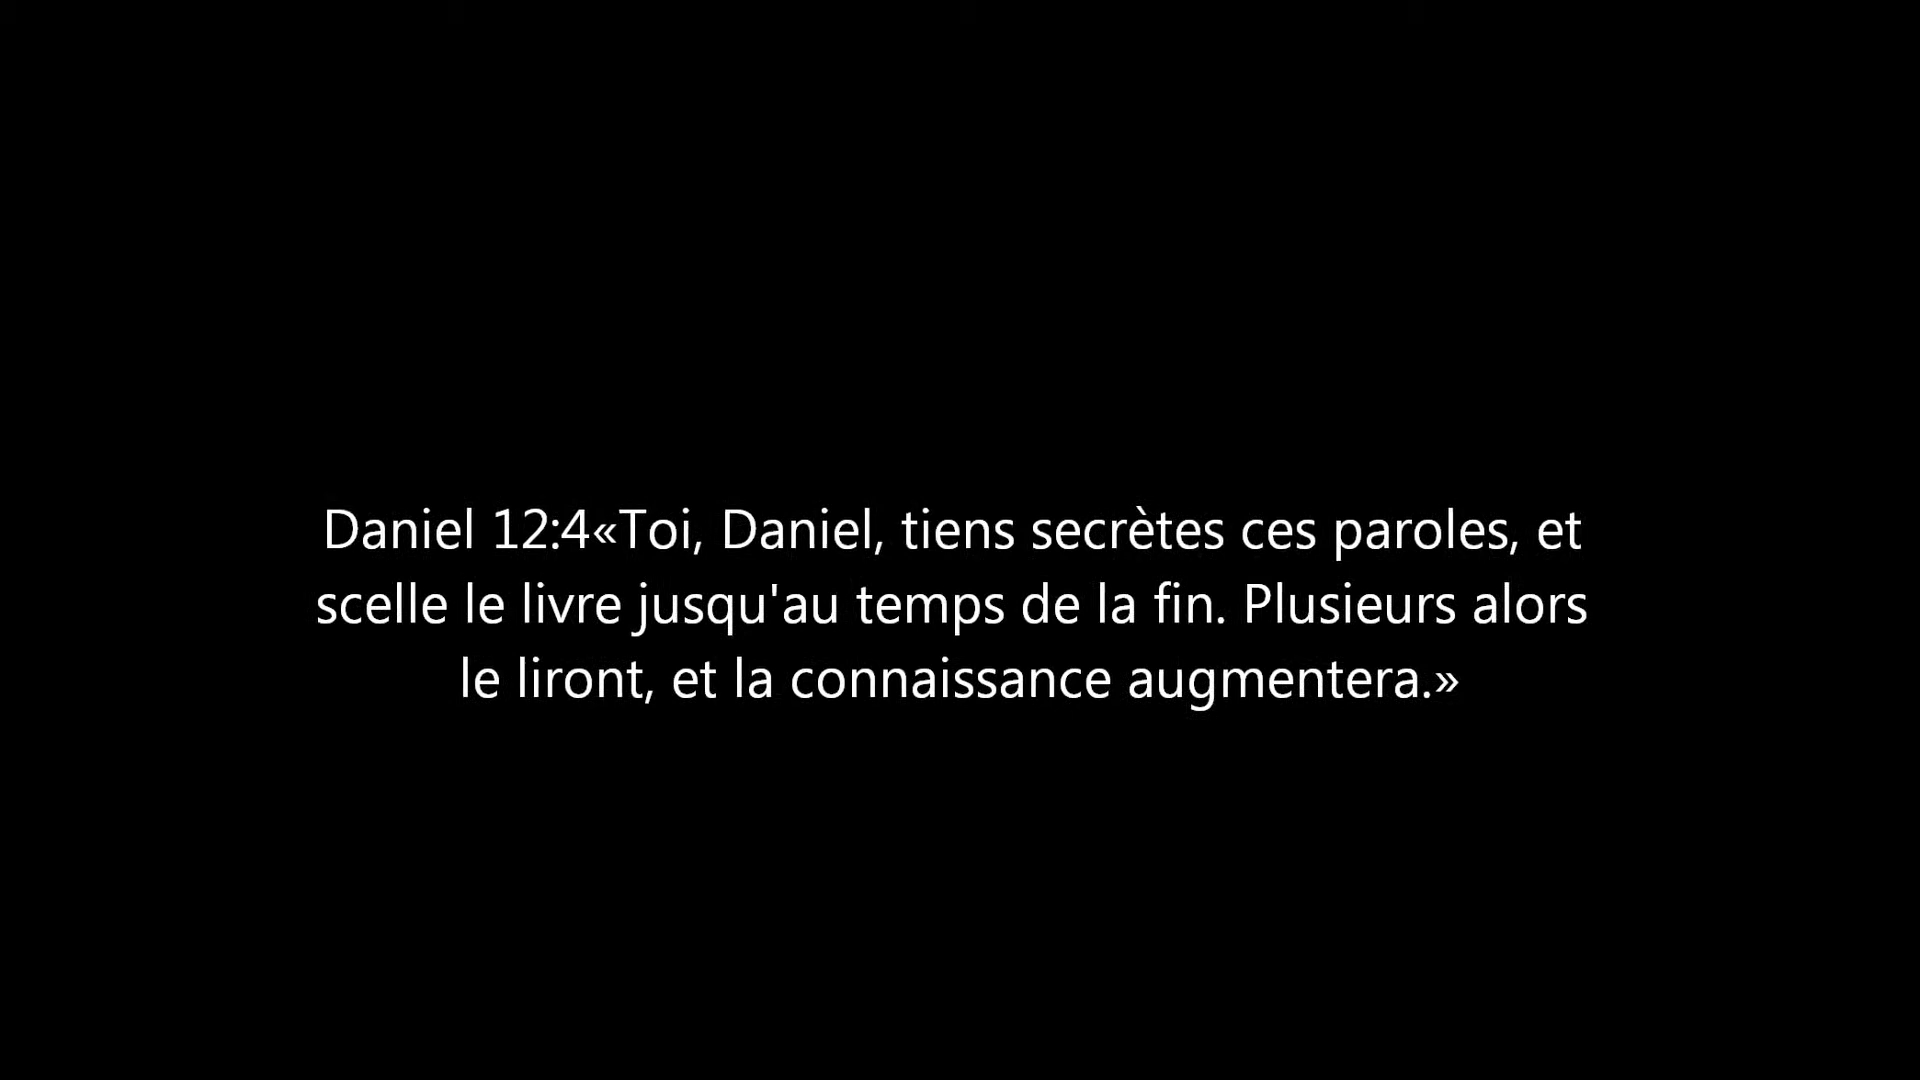 Daniel 12:4«Toi, Daniel, tiens secrètes ces paroles, et
scelle le livre jusqu'au temps de la fin. Plusieurs alors
le liront, et la connaissance augmentera.»